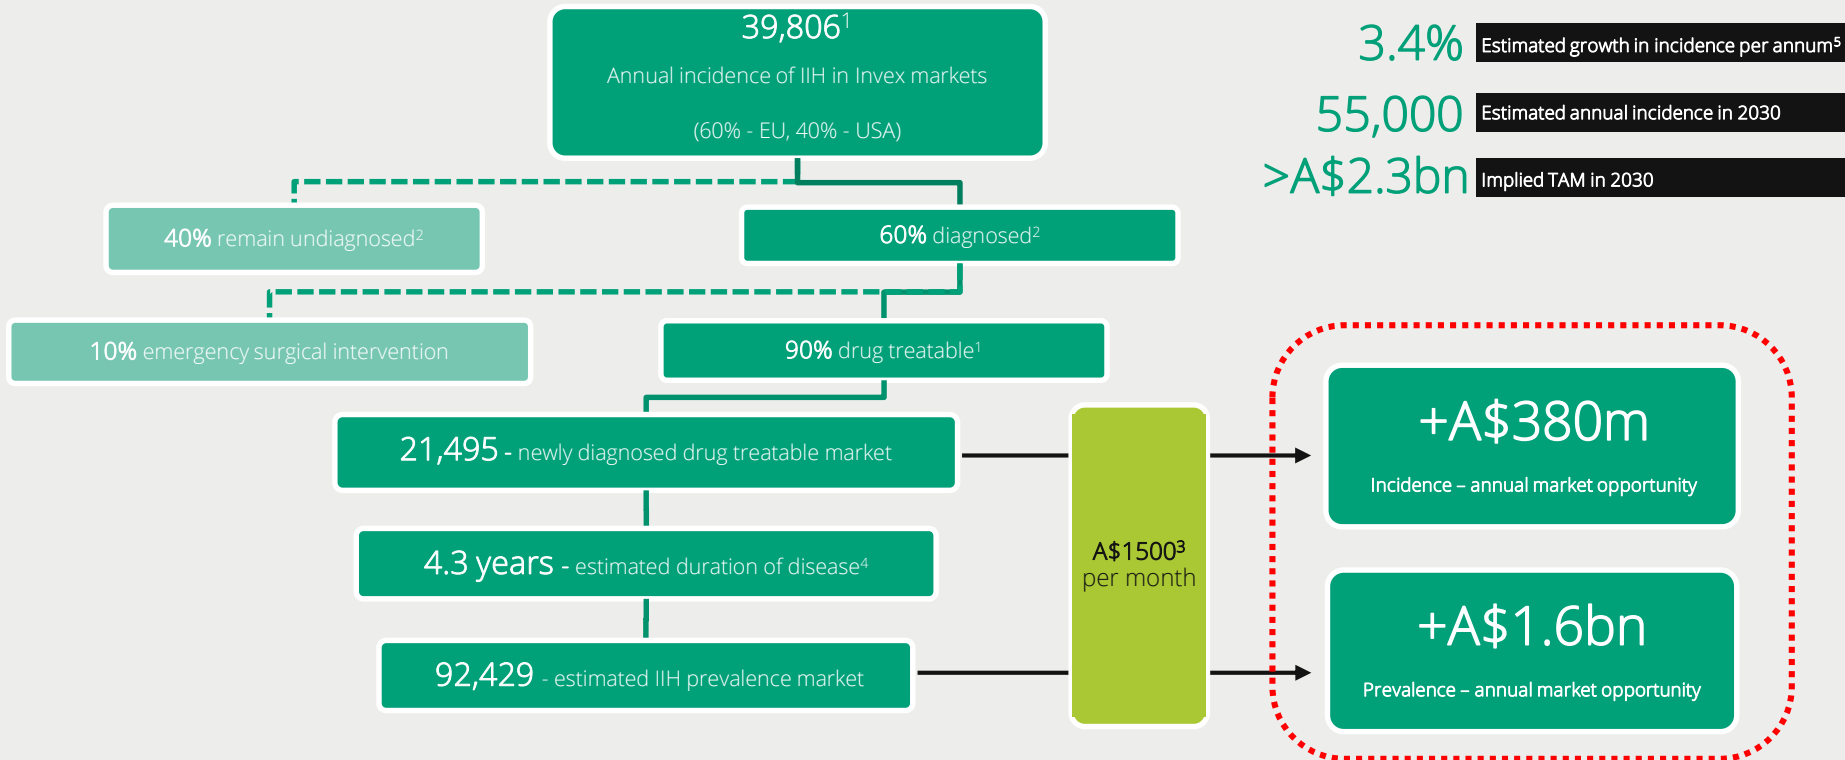 39,806¹
Annual incidence of IIH in Invex markets
(60% - EU, 40% - USA)
3.4% Estimated growth in incidence per annum⁵
55,000 Estimated annual incidence in 2030
>A$2.3bn Implied TAM in 2030
40% remain undiagnosed²
60% diagnosed²
10% emergency surgical intervention
90% drug treatable¹
21,495 - newly diagnosed drug treatable market
4.3 years - estimated duration of disease⁴
92,429 - estimated IIH prevalence market
A$1500³
per month
+A$380m
Incidence – annual market opportunity
+A$1.6bn
Prevalence – annual market opportunity